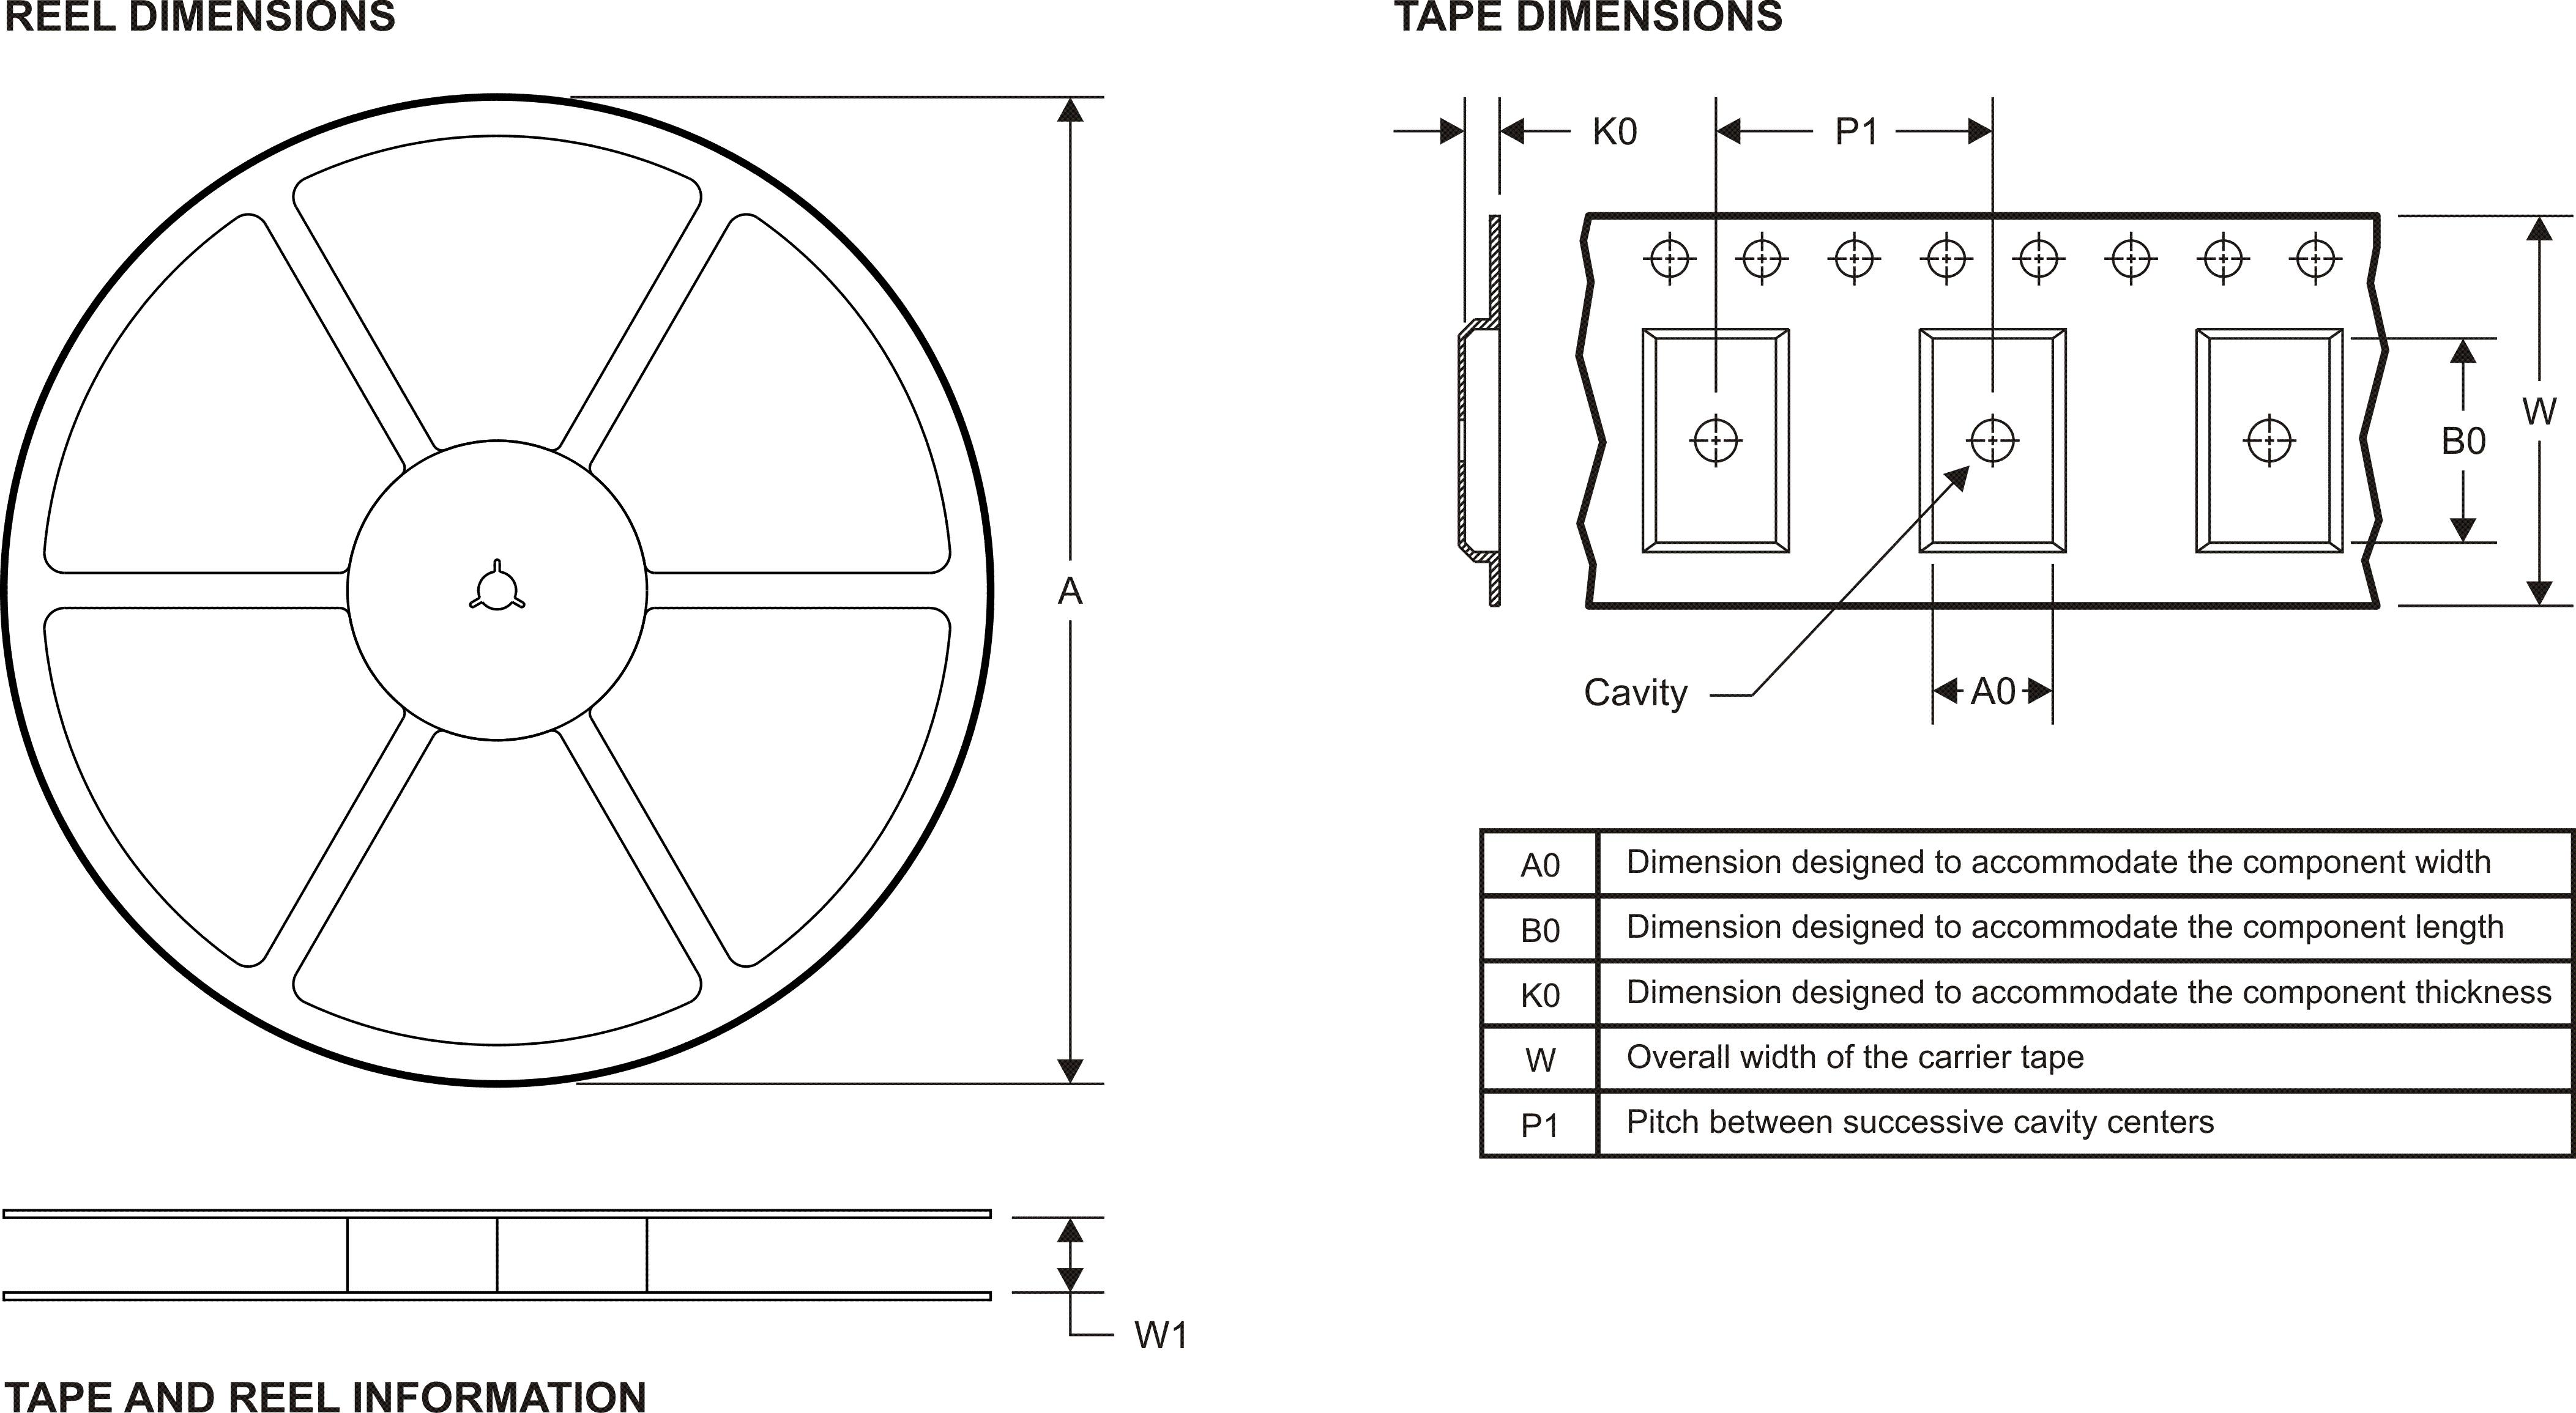 REEL DIMENSIONS
A
W1
TAPE DIMENSIONS
K0
P1
W
B0
Cavity
A0
A0 Dimension designed to accommodate the component width
B0 Dimension designed to accommodate the component length
K0 Dimension designed to accommodate the component thickness
W Overall width of the carrier tape
P1 Pitch between successive cavity centers
TAPE AND REEL INFORMATION